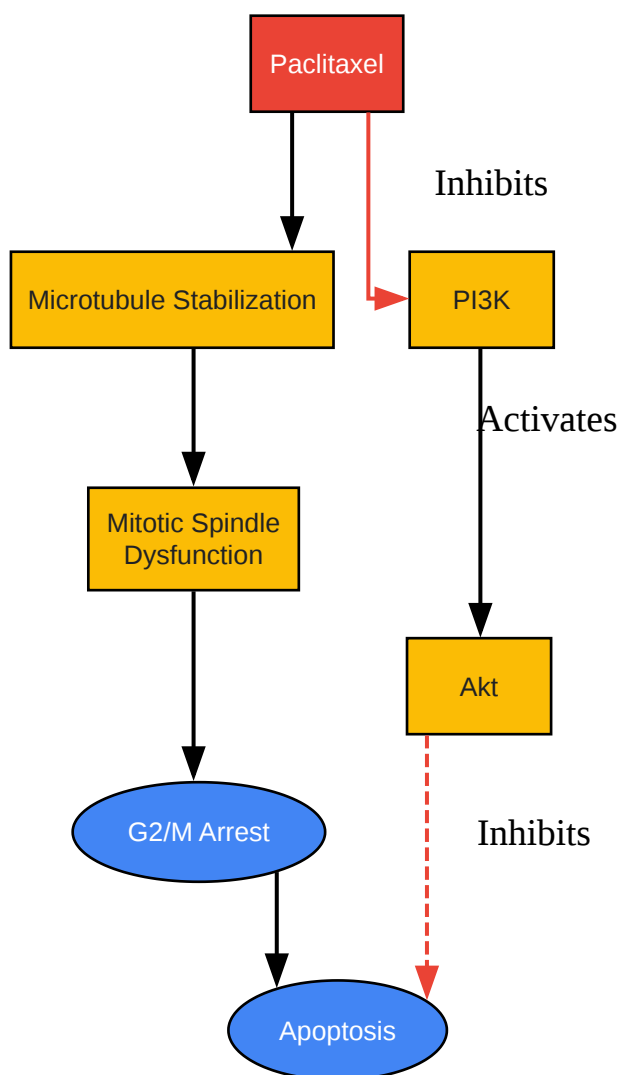 Paclitaxel
Inhibits
Microtubule Stabilization
PI3K
Activates
Mitotic Spindle
Dysfunction
Akt
G2/M Arrest
Inhibits
Apoptosis